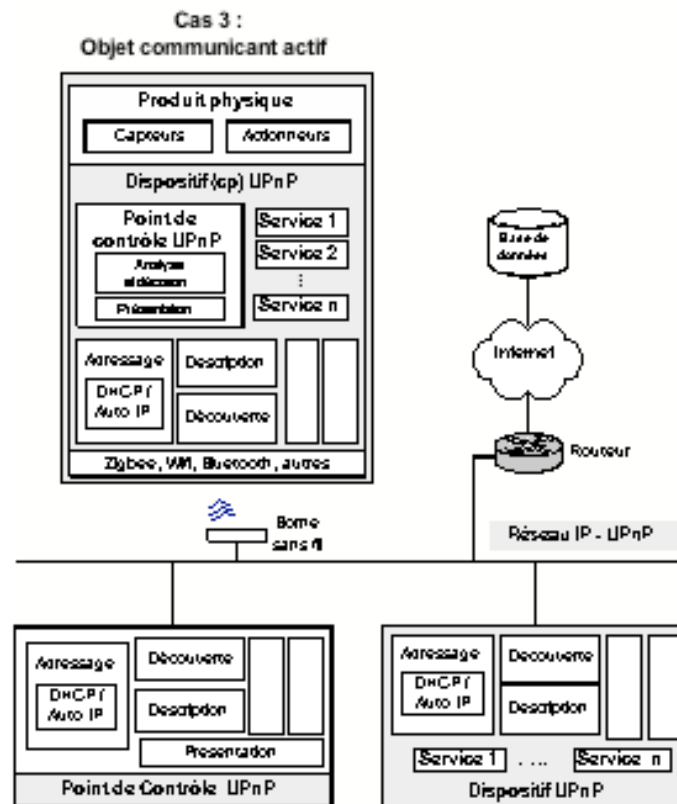 Cas 3 :
Objet communicant actif
Produit physique
Capteurs
Actionneurs
Dispositif (cp) UPnP
Point de
contrôle UPnP
Analyse
et décision
Présentation
Service 1
Service 2
⋮
Service n
Adressage
DHCP /
Auto IP
Description
Découverte
Zigbee, Wifi, Bluetooth, autres
Base de
données
Internet
Routeur
Borne
sans fil
Réseau IP - UPnP
Adressage
DHCP /
Auto IP
Découverte
Description
Presentation
Point de Contrôle UPnP
Adressage
DHCP /
Auto IP
Découverte
Description
Service 1 .... Service n
Dispositif UPnP